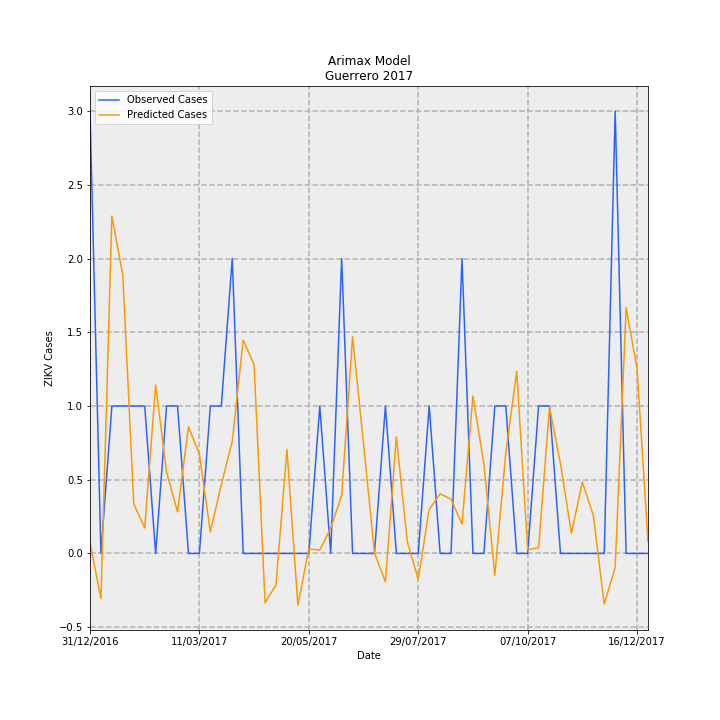 Arimax Model
Guerrero 2017
Observed Cases
Predicted Cases
3.0
2.5
2.0
1.5
1.0
0.5
0.0
−0.5
ZIKV Cases
31/12/2016 11/03/2017 20/05/2017 29/07/2017 07/10/2017 16/12/2017
Date